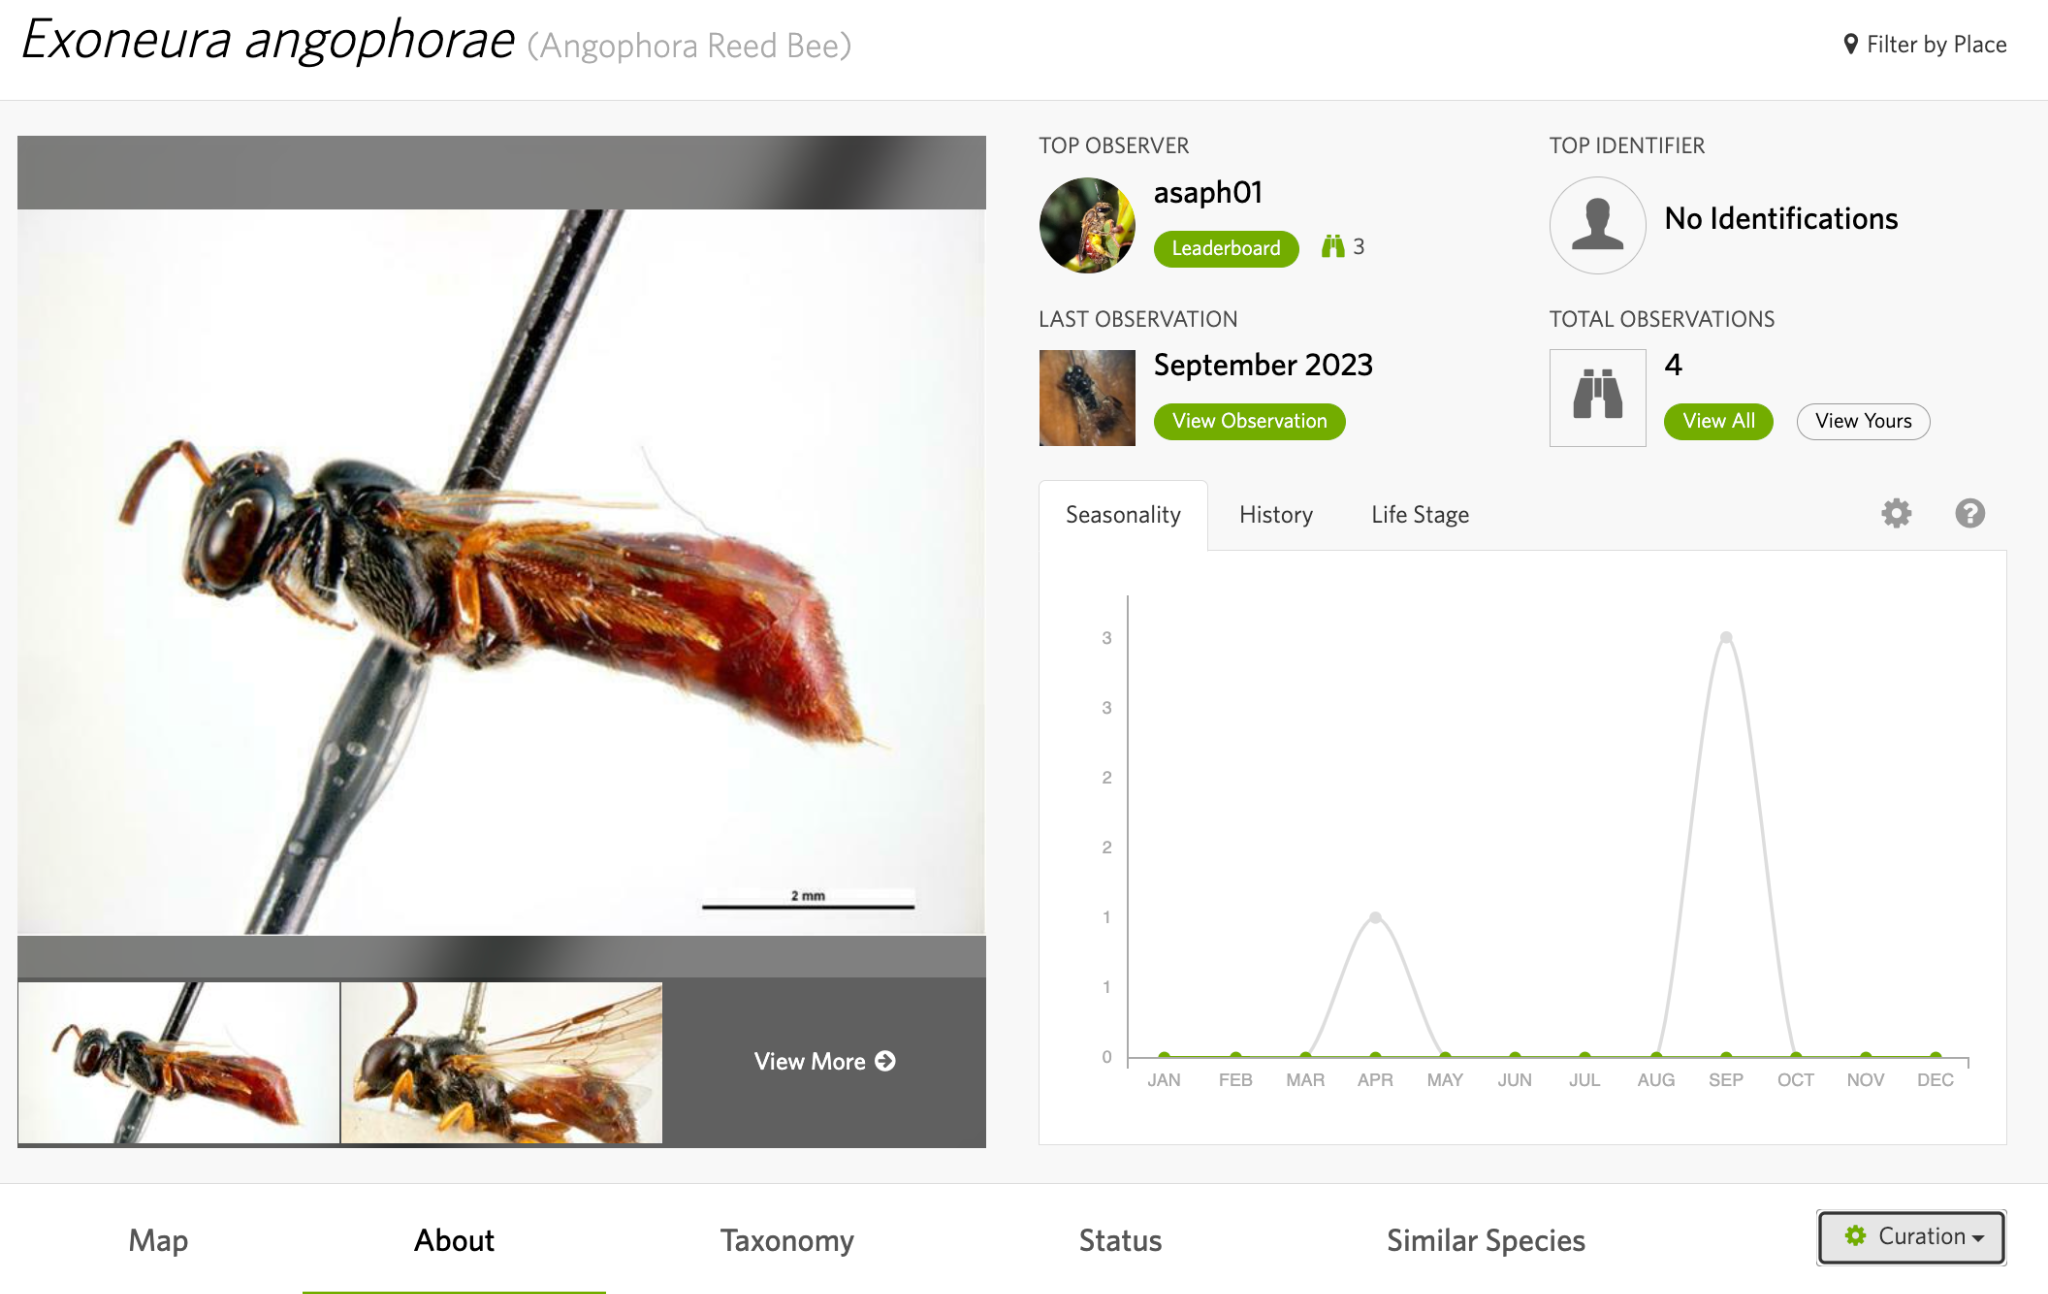 Exoneura angophorae (Angophora Reed Bee)
Filter by Place
TOP OBSERVER
asaph01
Leaderboard 3
TOP IDENTIFIER
No Identifications
LAST OBSERVATION
September 2023
View Observation
TOTAL OBSERVATIONS
4
View All View Yours
2 mm
View More
Seasonality History Life Stage
?
3
3
2
2
1
1
0
JAN FEB MAR APR MAY JUN JUL AUG SEP OCT NOV DEC
Map About Taxonomy Status Similar Species Curation